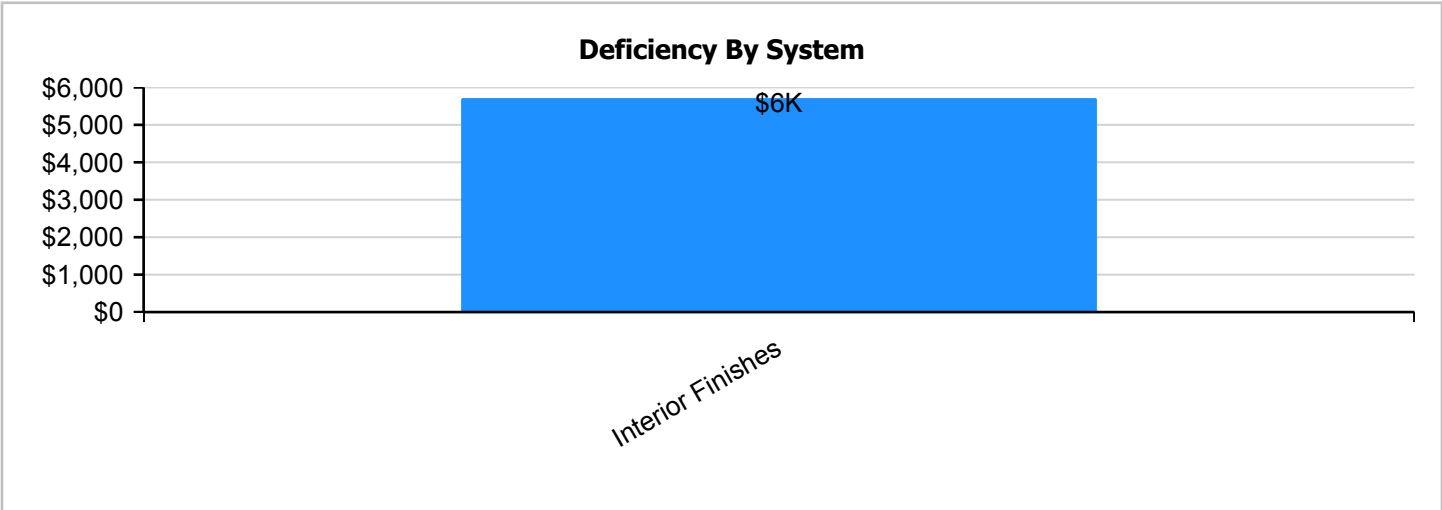 Deficiency By System
$6,000
$5,000
$4,000
$3,000
$2,000
$1,000
$0
$6K
Interior Finishes